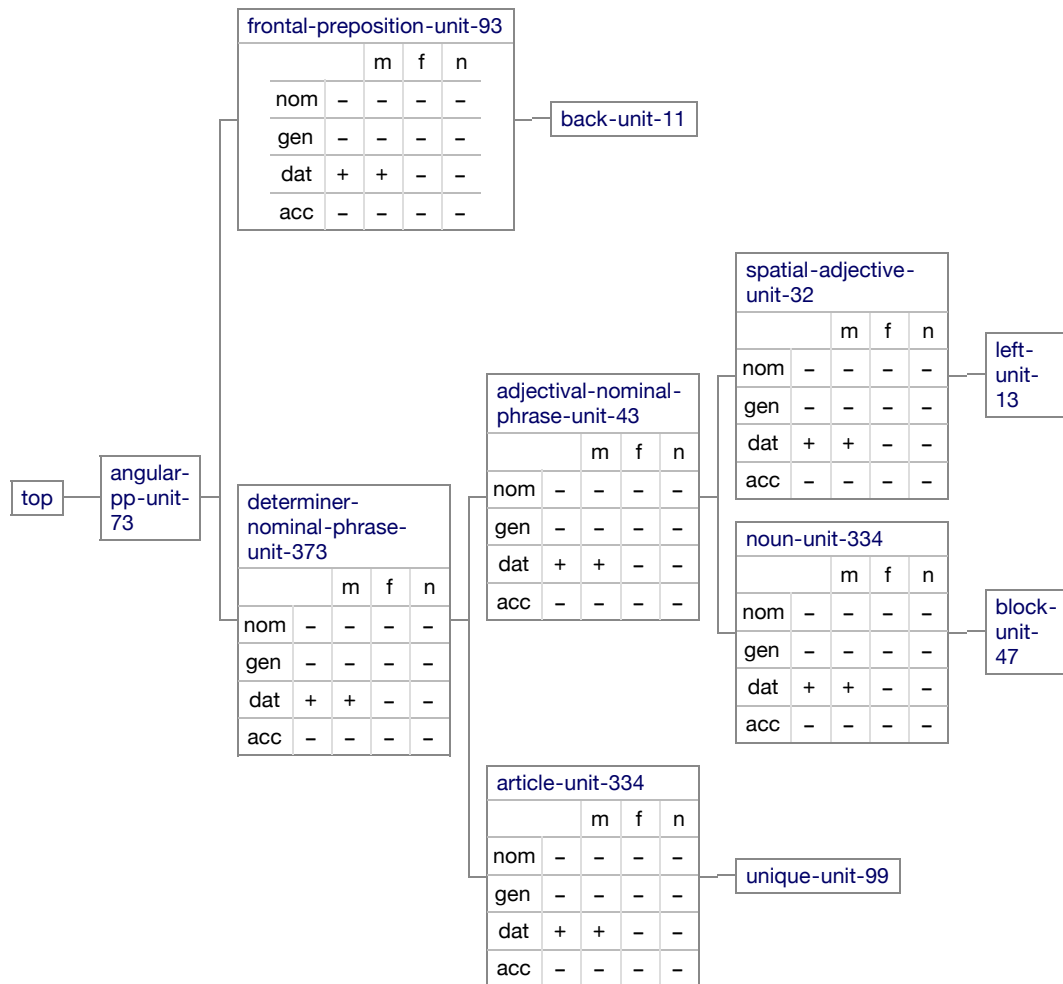 frontal-preposition-unit-93
m f n
nom – – – –
gen – – – –
dat + + – –
acc – – – –
back-unit-11
spatial-adjective-
unit-32
m f n
nom – – – –
gen – – – –
dat + + – –
acc – – – –
left-
unit-
13
adjectival-nominal-
phrase-unit-43
m f n
nom – – – –
gen – – – –
dat + + – –
acc – – – –
top
angular-
pp-unit-
73
determiner-
nominal-phrase-
unit-373
m f n
nom – – – –
gen – – – –
dat + + – –
acc – – – –
noun-unit-334
m f n
nom – – – –
gen – – – –
dat + + – –
acc – – – –
block-
unit-
47
article-unit-334
m f n
nom – – – –
gen – – – –
dat + + – –
acc – – – –
unique-unit-99